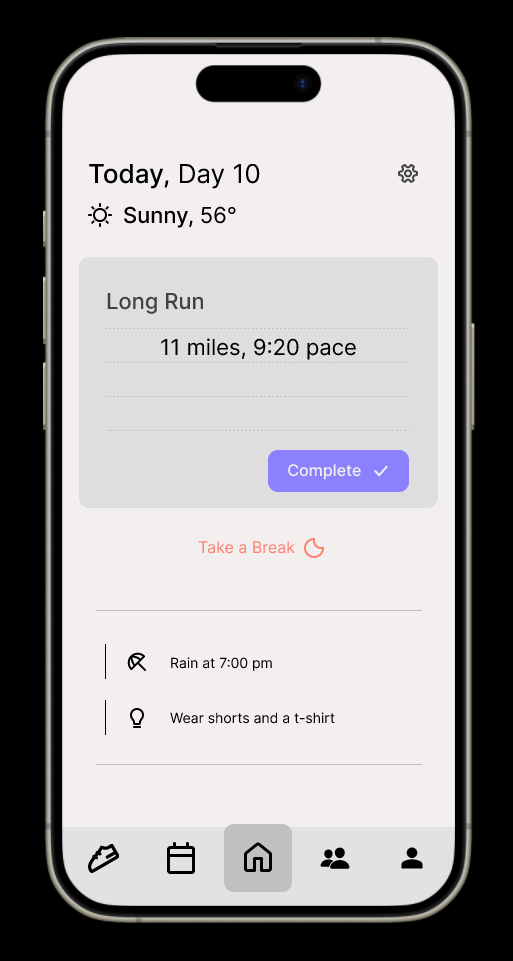 Today, Day 10
Sunny, 56°
Long Run
11 miles, 9:20 pace
Complete
Take a Break
Rain at 7:00 pm
Wear shorts and a t-shirt